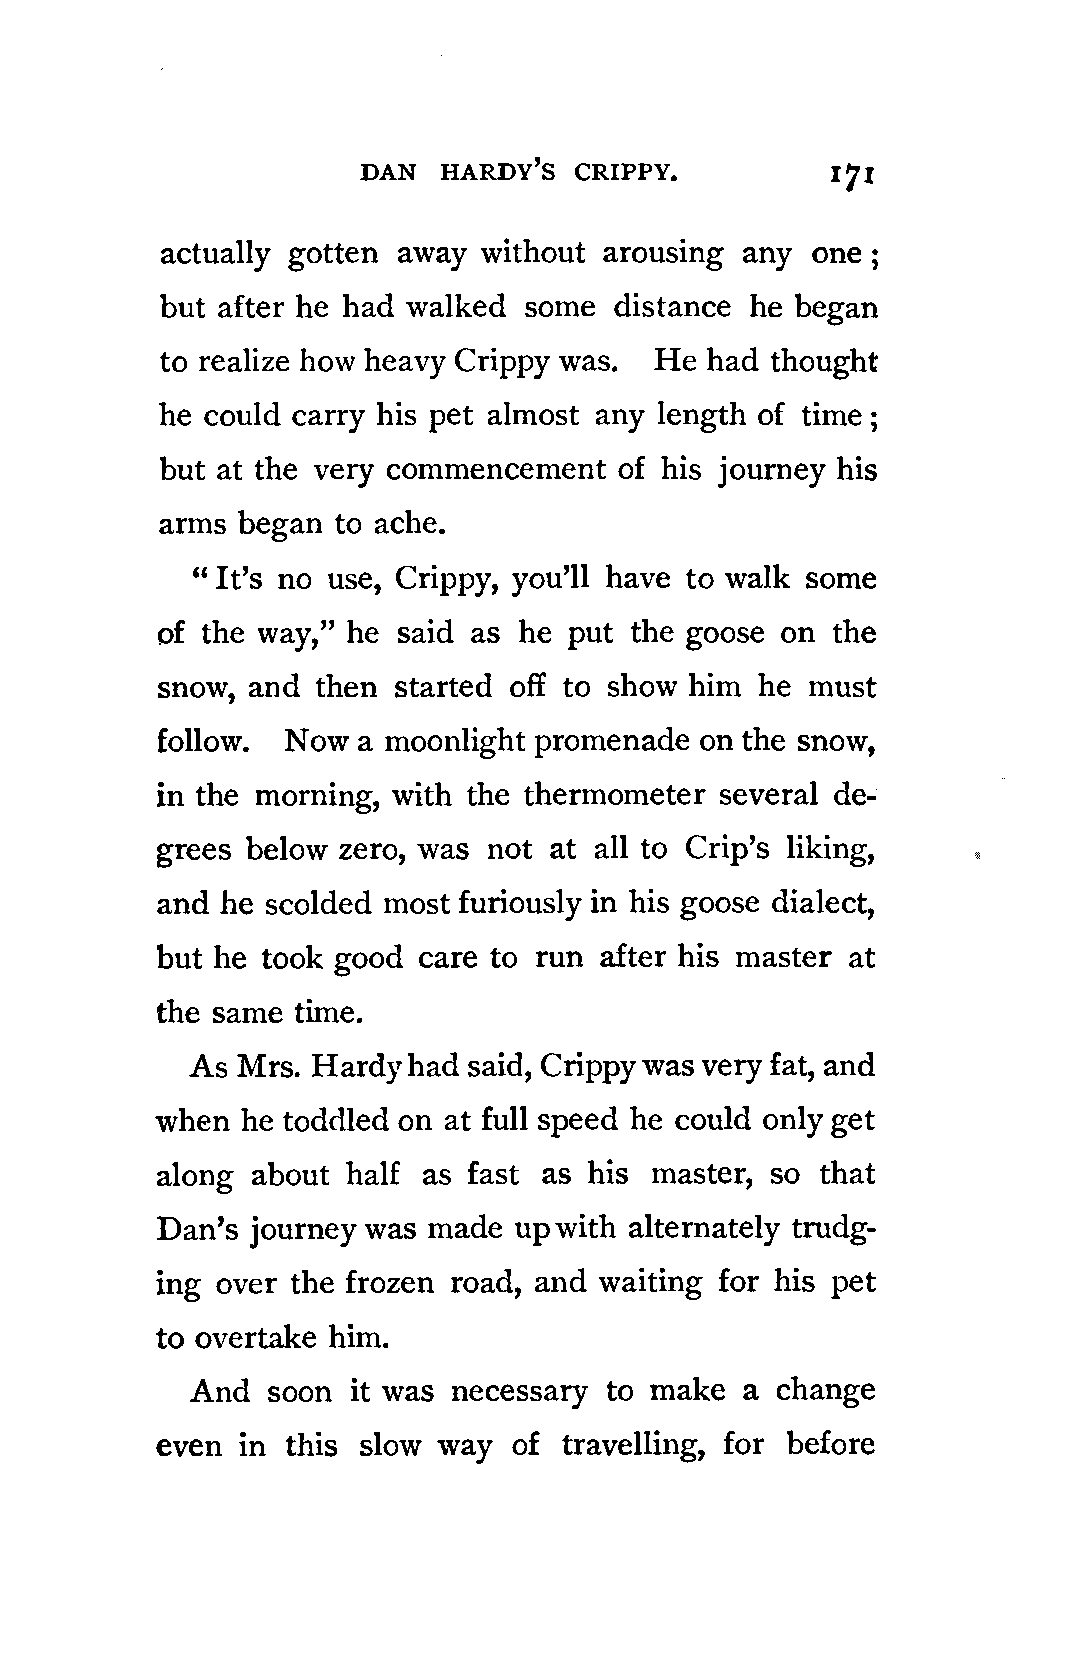 DAN HARDY'S CRIPPY. 171
actually gotten away without arousing any one ;
but after he had walked some distance he began
to realize how heavy Crippy was. He had thought
he could carry his pet almost any length of time ;
but at the very commencement of his journey his
arms began to ache.
“ It's no use, Crippy, you'll have to walk some
of the way,” he said as he put the goose on the
snow, and then started off to show him he must
follow. Now a moonlight promenade on the snow,
in the morning, with the thermometer several de-
grees below zero, was not at all to Crip's liking,
and he scolded most furiously in his goose dialect,
but he took good care to run after his master at
the same time.
As Mrs. Hardy had said, Crippy was very fat, and
when he toddled on at full speed he could only get
along about half as fast as his master, so that
Dan's journey was made up with alternately trudg-
ing over the frozen road, and waiting for his pet
to overtake him.
And soon it was necessary to make a change
even in this slow way of travelling, for before